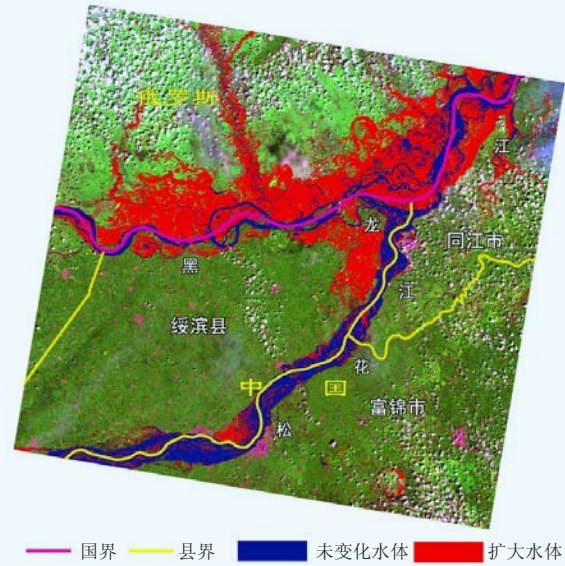 俄罗斯
江
龙
同江市
黑
江
绥滨县
花
中国
富锦市
松
国界
县界
未变化水体
扩大水体